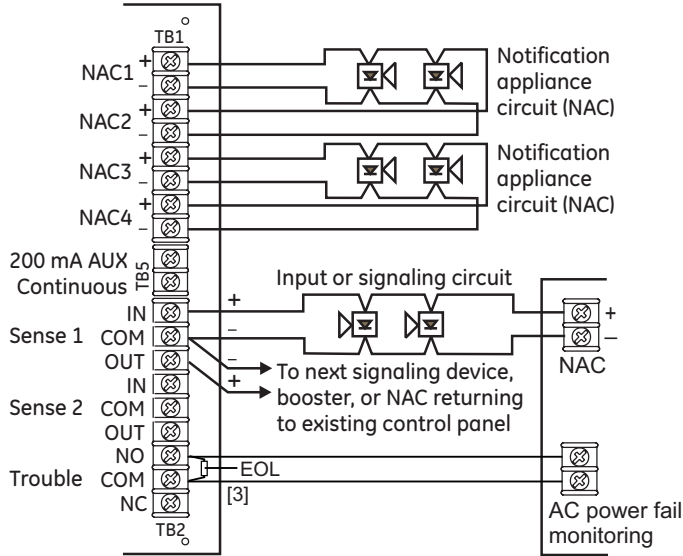 TB1
NAC1 + –
NAC2 + –
NAC3 + –
NAC4 + –
Notification
appliance
circuit (NAC)
Notification
appliance
circuit (NAC)
200 mA AUX
Continuous
TB5
Input or signaling circuit
IN +
Sense 1 COM –
OUT –
+
+
–
NAC
To next signaling device,
booster, or NAC returning
to existing control panel
IN
Sense 2 COM
OUT
NO
Trouble COM
NC
EOL
[3]
TB2
AC power fail
monitoring